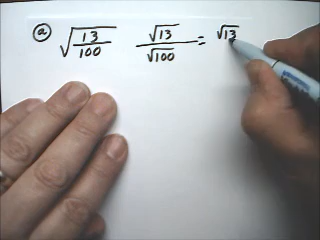 ⓐ √(13/100) √13/√100 = √13